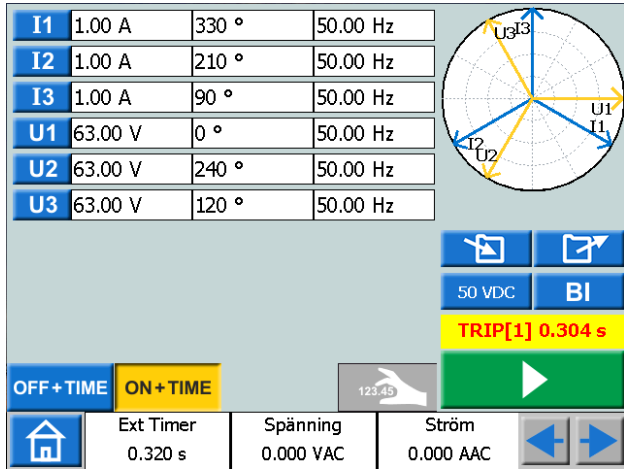 I1 1.00 A 330 ° 50.00 Hz
I2 1.00 A 210 ° 50.00 Hz
I3 1.00 A 90 ° 50.00 Hz
U1 63.00 V 0 ° 50.00 Hz
U2 63.00 V 240 ° 50.00 Hz
U3 63.00 V 120 ° 50.00 Hz
U3 I3
U1
I1
I2
U2
50 VDC BI
TRIP[1] 0.304 s
OFF+TIME ON+TIME 123.45
Ext Timer Spänning Ström
0.320 s 0.000 VAC 0.000 AAC